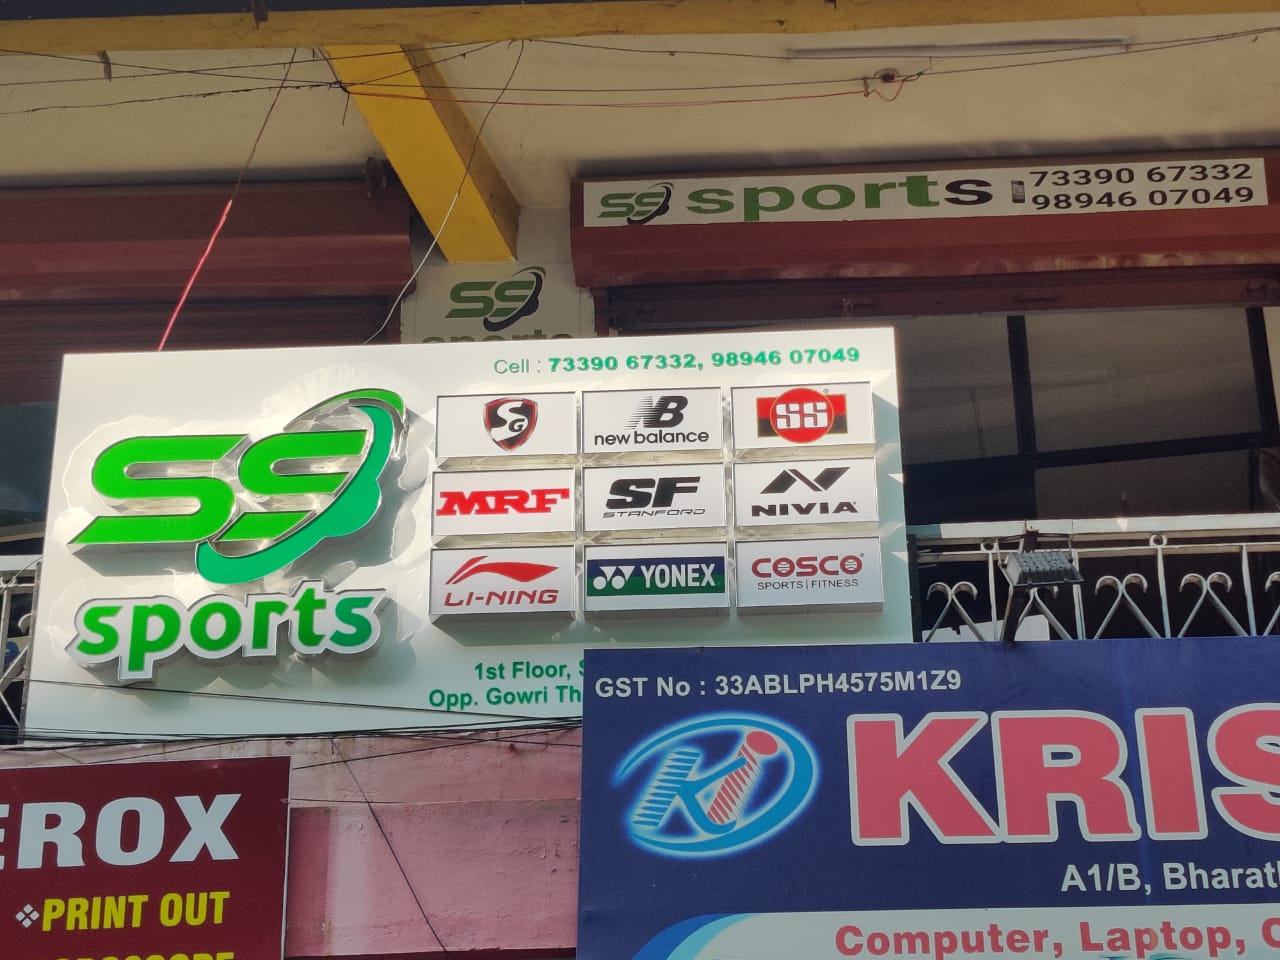 SS sports 73390 67332
98946 07049
SS
sports
Cell : 73390 67332, 98946 07049
SS
sports
SG
NB
new balance
SS
MRF
SF
STANFORD
NIVIA
LI-NING
YONEX
COSCO
SPORTS | FITNESS
1st Floor,
Opp. Gowri
GST No : 33ABLPH4575M1Z9
Ki
KRIS
A1/B,
Computer, Laptop,
EROX
PRINT OUT